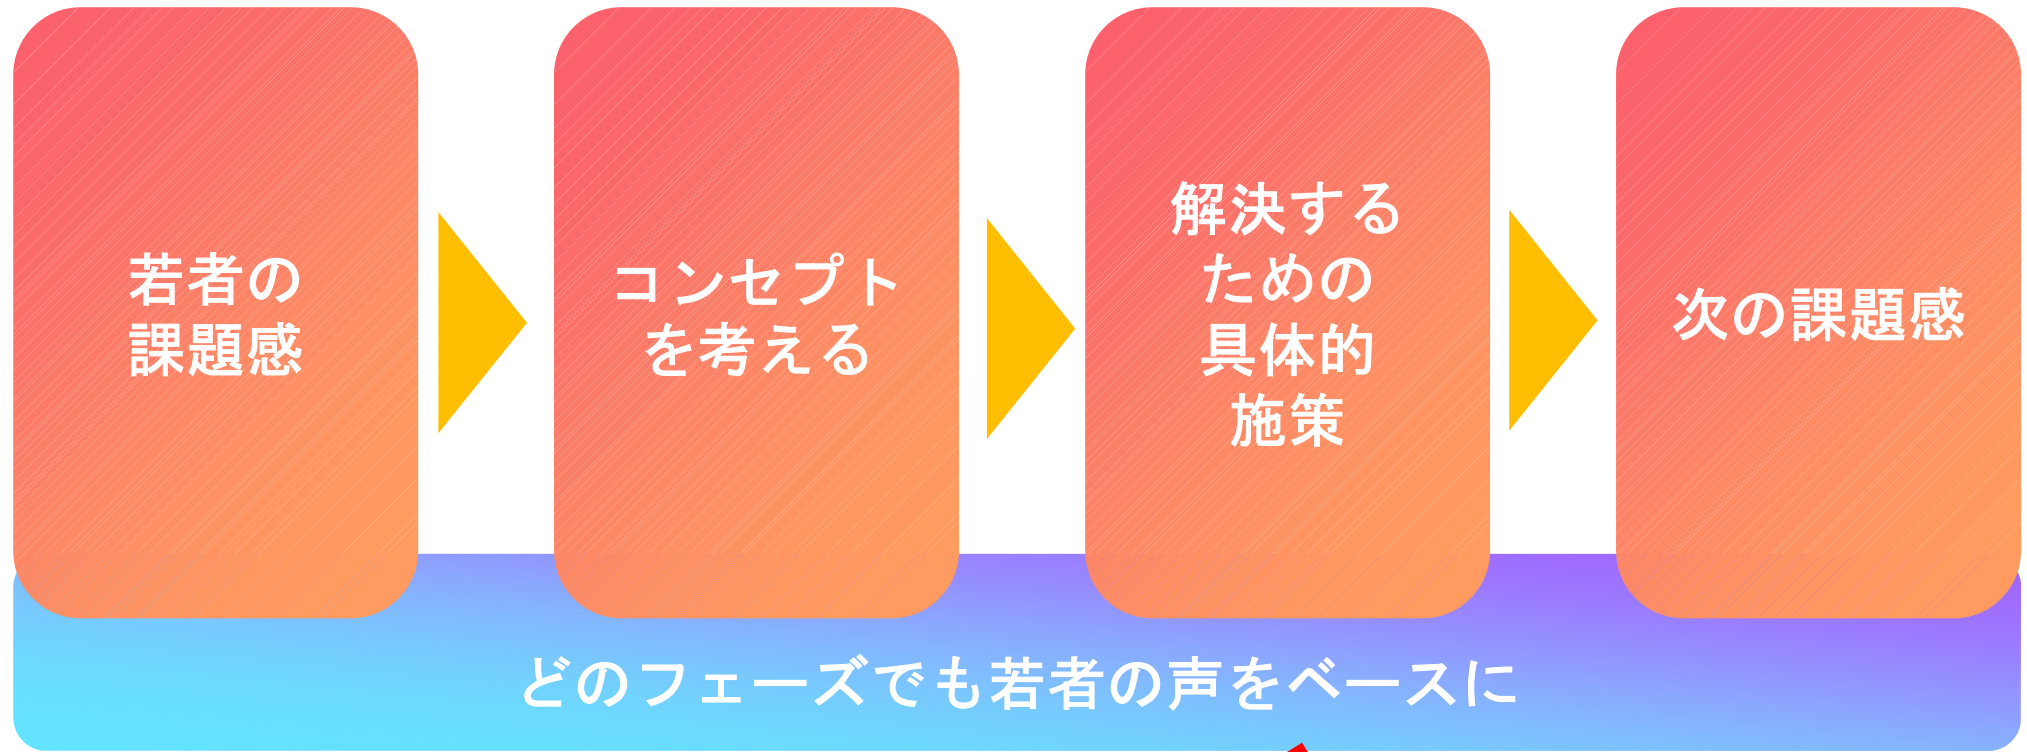 若者の
課題感
コンセプト
を考える
解決する
ための
具体的
施策
次の課題感
どのフェーズでも若者の声をベースに